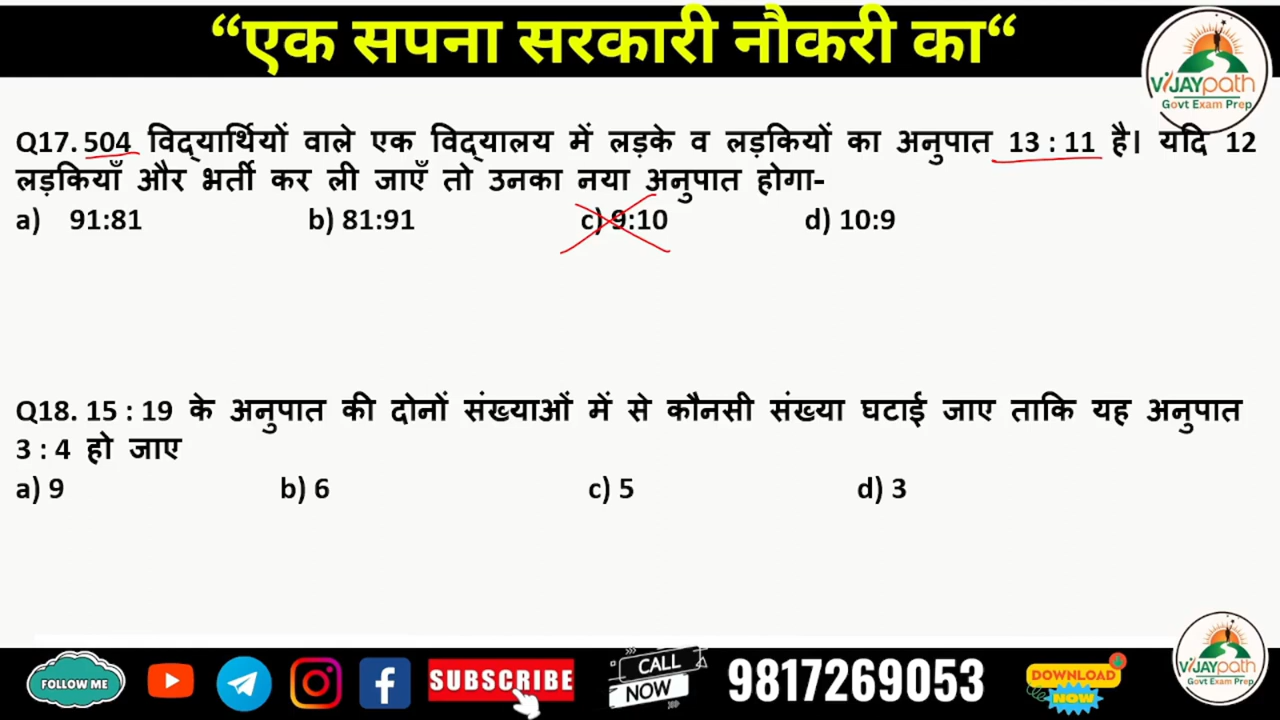 “एक सपना सरकारी नौकरी का“
VIJAYpath
Govt Exam Prep
Q17. 504 विद्यार्थियों वाले एक विद्यालय में लड़के व लड़कियों का अनुपात 13 : 11 है। यदि 12
लड़कियाँ और भर्ती कर ली जाएँ तो उनका नया अनुपात होगा-
a) 91:81 b) 81:91 c) 9:10 d) 10:9
Q18. 15 : 19 के अनुपात की दोनों संख्याओं में से कौनसी संख्या घटाई जाए ताकि यह अनुपात
3 : 4 हो जाए
a) 9 b) 6 c) 5 d) 3
FOLLOW ME
SUBSCRIBE
CALL
NOW
9817269053
DOWNLOAD
NOW
VIJAYpath
Govt Exam Prep